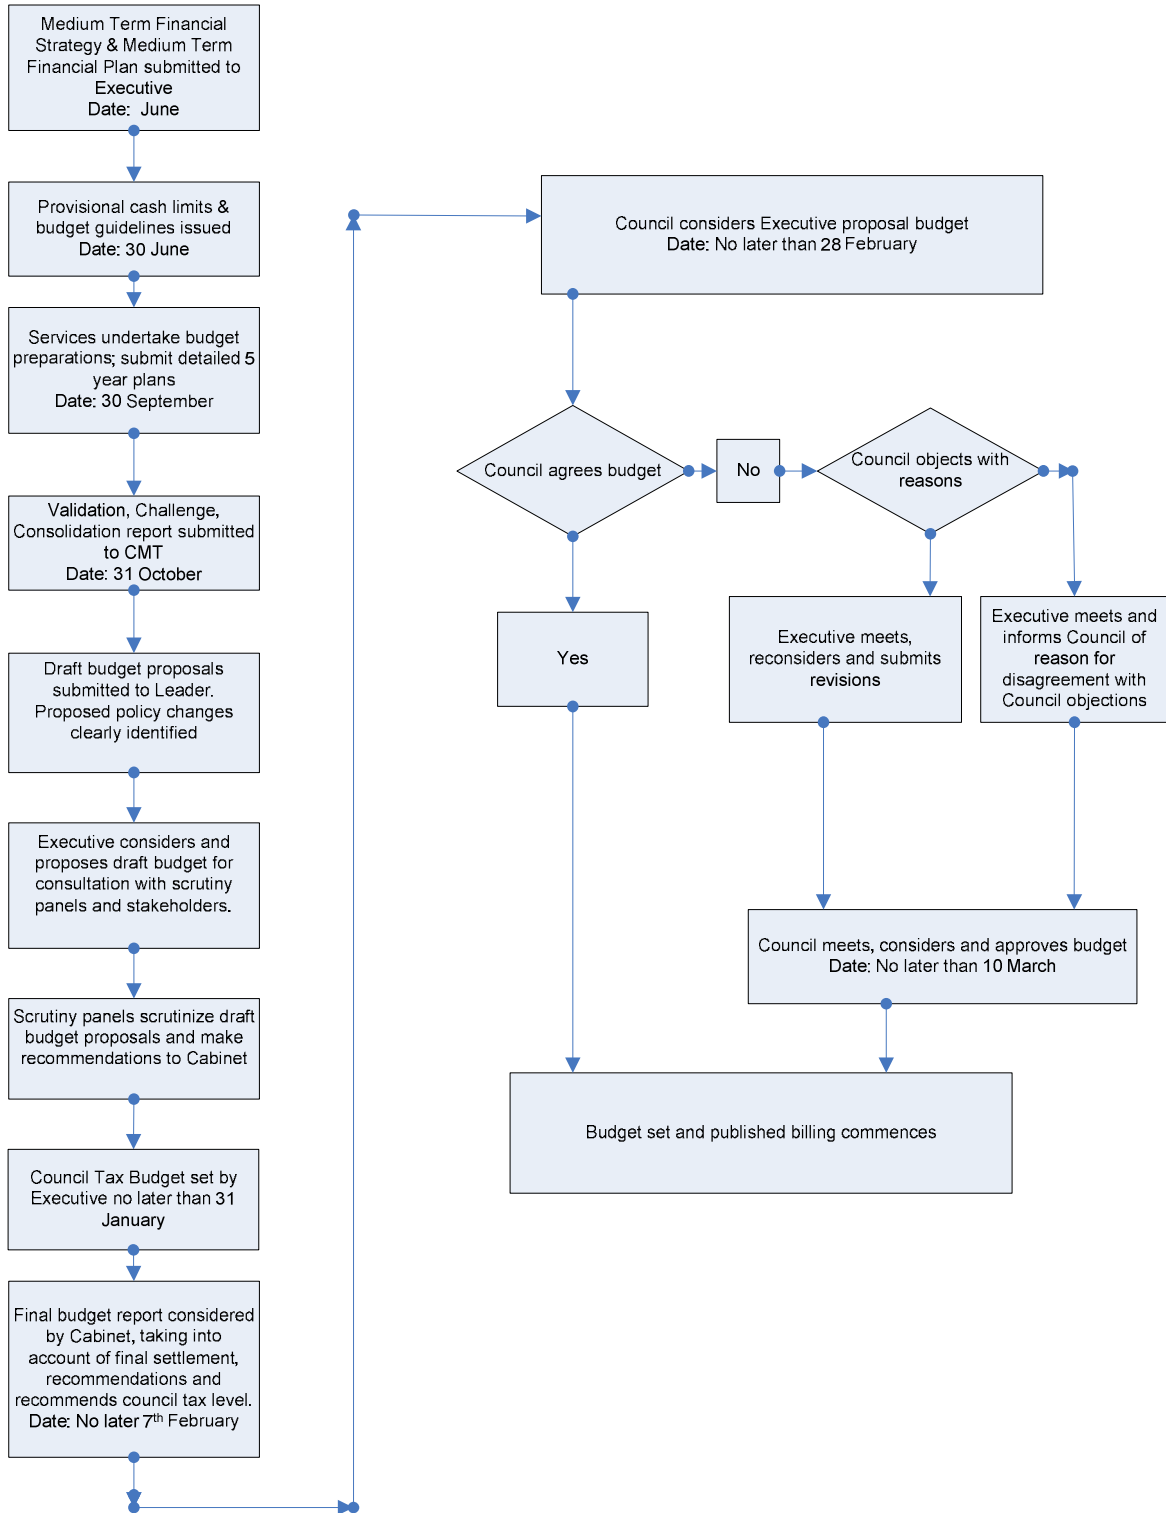 Medium Term Financial
Strategy & Medium Term
Financial Plan submitted to
Executive
Date:  June
Provisional cash limits &
budget guidelines issued
Date: 30 June
Services undertake budget
preparations; submit detailed 5
year plans
Date: 30 September
Validation, Challenge,
Consolidation report submitted
to CMT
Date: 31 October
Draft budget proposals
submitted to Leader.
Proposed policy changes
clearly identified
Executive considers and
proposes draft budget for
consultation with scrutiny
panels and stakeholders.
Scrutiny panels scrutinize draft
budget proposals and make
recommendations to Cabinet
Council Tax Budget set by
Executive no later than 31
January
Final budget report considered
by Cabinet, taking into
account of final settlement,
recommendations and
recommends council tax level.
Date: No later 7th February
Council considers Executive proposal budget
Date: No later than 28 February
Council agrees budget
No
Council objects with
reasons
Yes
Executive meets,
reconsiders and submits
revisions
Executive meets and
informs Council of
reason for
disagreement with
Council objections
Council meets, considers and approves budget
Date: No later than 10 March
Budget set and published billing commences